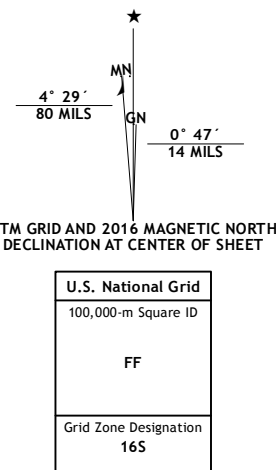 ★
MN
GN
4° 29´
80 MILS
0° 47´
14 MILS
TM GRID AND 2016 MAGNETIC NORTH
DECLINATION AT CENTER OF SHEET
U.S. National Grid
100,000-m Square ID
FF
Grid Zone Designation
16S